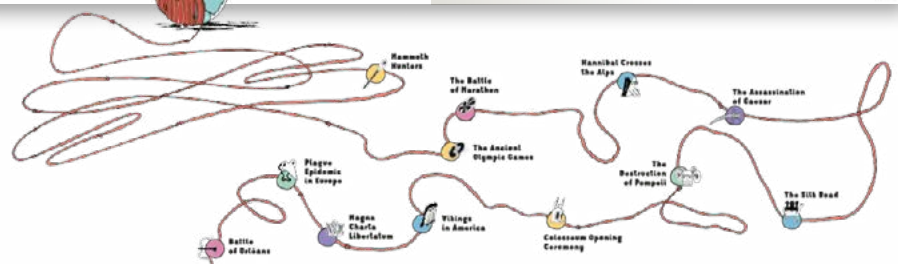 Mammoth
Hunters
The Battle
of Marathon
The Ancient
Olympic Games
Hannibal Crosses
the Alps
The Assassination
of Caesar
The Silk Road
The
Destruction
of Pompeii
Colosseum Opening
Ceremony
Vikings
in America
Magna
Charta
Libertatum
Plague
Epidemic
in Europe
Battle
of Orléans